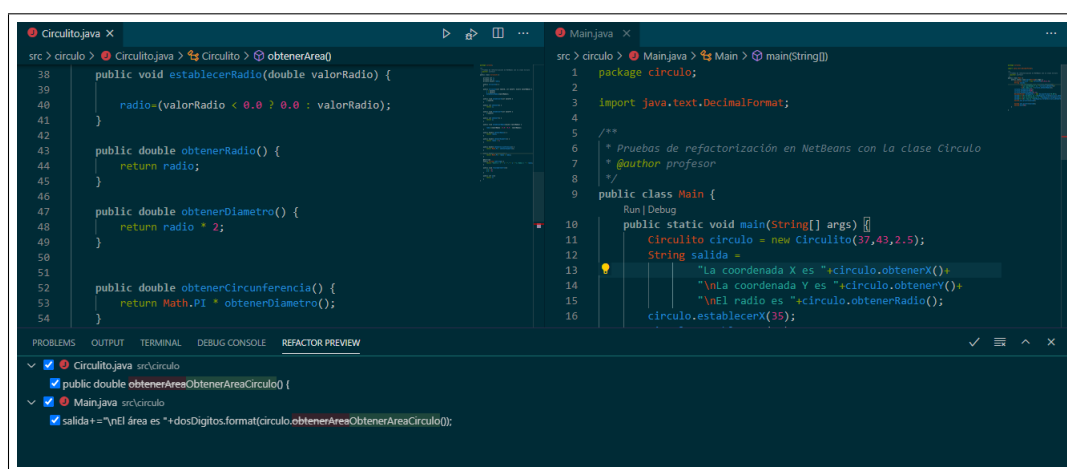 Circulito.java ×
src > circulo > Circulito.java > Circulito > obtenerArea()
38 public void establecerRadio(double valorRadio) {
39
40 radio=(valorRadio < 0.0 ? 0.0 : valorRadio);
41 }
42
43 public double obtenerRadio() {
44 return radio;
45 }
46
47 public double obtenerDiametro() {
48 return radio * 2;
49 }
50
51
52 public double obtenerCircunferencia() {
53 return Math.PI * obtenerDiametro();
54 }
Main.java ×
src > circulo > Main.java > Main > main(String[])
1 package circulo;
2
3 import java.text.DecimalFormat;
4
5 /**
6 * Pruebas de refactorización en NetBeans con la clase Circulo
7 * @author profesor
8 */
9 public class Main {
Run | Debug
10 public static void main(String[] args) {
11 Circulito circulo = new Circulito(37,43,2.5);
12 String salida =
13 "La coordenada X es "+circulo.obtenerX()+
14 "\nLa coordenada Y es "+circulo.obtenerY()+
15 "\nEl radio es "+circulo.obtenerRadio();
16 circulo.establecerX(35);
PROBLEMS OUTPUT TERMINAL DEBUG CONSOLE REFACTOR PREVIEW
Circulito.java src\circulo
public double obtenerAreaObtenerAreaCirculo() {
Main.java src\circulo
salida+="\nEl área es "+dosDigitos.format(circulo.obtenerAreaObtenerAreaCirculo());